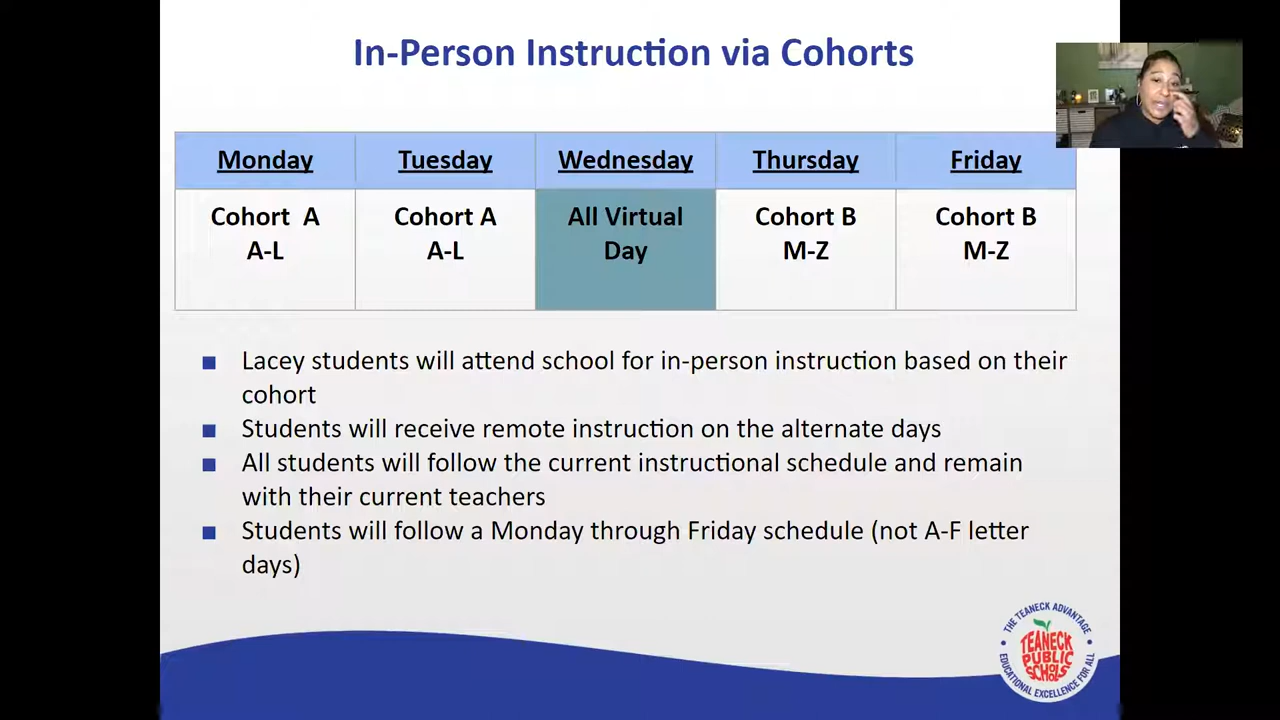 In-Person Instruction via Cohorts
Monday Tuesday Wednesday Thursday Friday
Cohort A Cohort A All Virtual Cohort B Cohort B
A-L A-L Day M-Z M-Z
Lacey students will attend school for in-person instruction based on their
cohort
Students will receive remote instruction on the alternate days
All students will follow the current instructional schedule and remain
with their current teachers
Students will follow a Monday through Friday schedule (not A-F letter
days)
THE TEANECK ADVANTAGE
TEANECK
PUBLIC
SCHOOLS
EDUCATIONAL EXCELLENCE FOR ALL